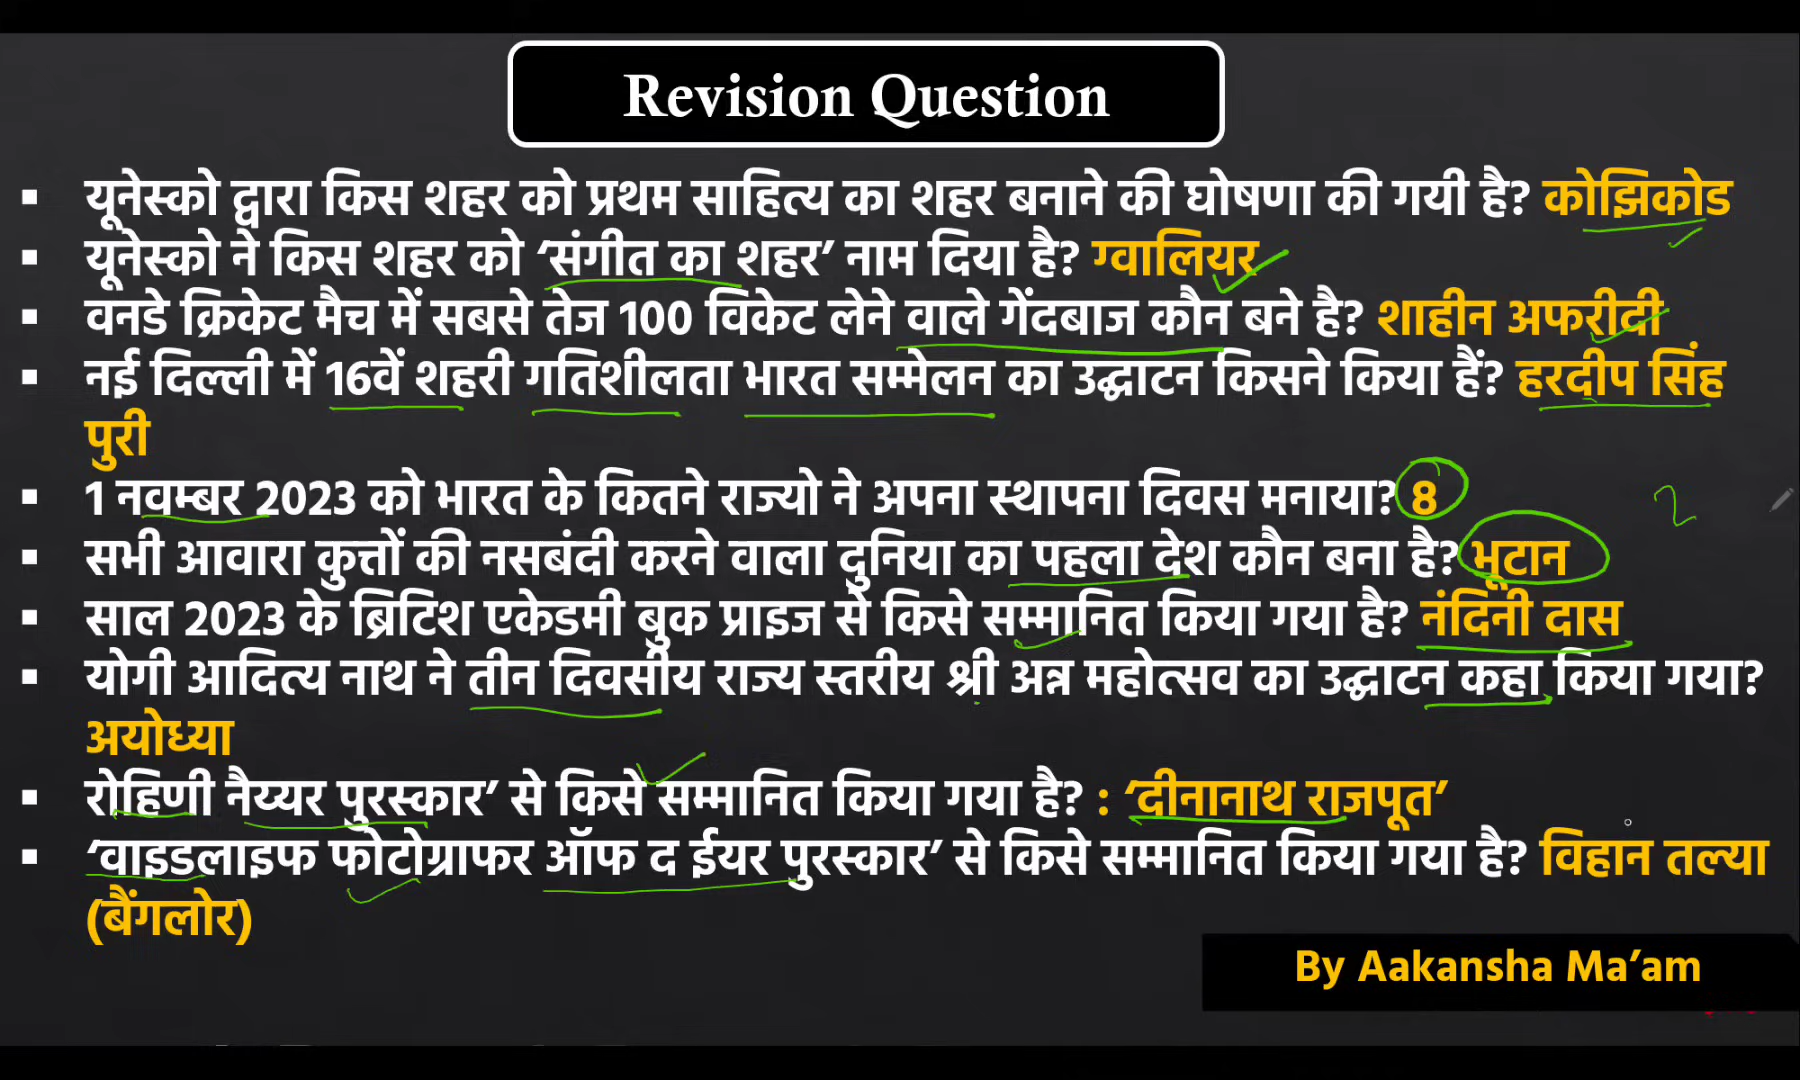 Revision Question
▪ यूनेस्को द्वारा किस शहर को प्रथम साहित्य का शहर बनाने की घोषणा की गयी है? कोझिकोड
▪ यूनेस्को ने किस शहर को ‘संगीत का शहर’ नाम दिया है? ग्वालियर
▪ वनडे क्रिकेट मैच में सबसे तेज 100 विकेट लेने वाले गेंदबाज कौन बने है? शाहीन अफरीदी
▪ नई दिल्ली में 16वें शहरी गतिशीलता भारत सम्मेलन का उद्घाटन किसने किया हैं? हरदीप सिंह
पुरी
▪ 1 नवम्बर 2023 को भारत के कितने राज्यो ने अपना स्थापना दिवस मनाया? 8
2
▪ सभी आवारा कुत्तों की नसबंदी करने वाला दुनिया का पहला देश कौन बना है? भूटान
▪ साल 2023 के ब्रिटिश एकेडमी बुक प्राइज से किसे सम्मानित किया गया है? नंदिनी दास
▪ योगी आदित्य नाथ ने तीन दिवसीय राज्य स्तरीय श्री अन्न महोत्सव का उद्घाटन कहा किया गया?
अयोध्या
▪ रोहिणी नैय्यर पुरस्कार’ से किसे सम्मानित किया गया है? : ‘दीनानाथ राजपूत’
▪ ‘वाइडलाइफ फोटोग्राफर ऑफ द ईयर पुरस्कार’ से किसे सम्मानित किया गया है? विहान तल्या
(बैंगलोर)
By Aakansha Ma’am